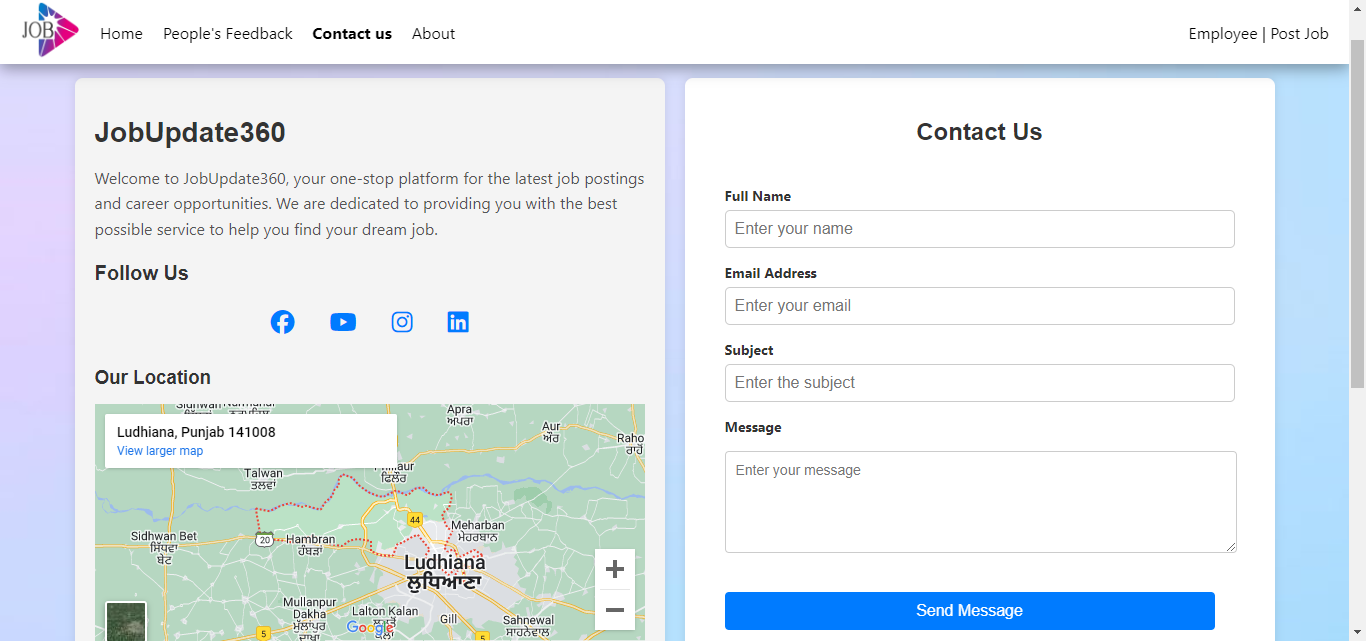 JOB
Home
People's Feedback
Contact us
About
Employee | Post Job
JobUpdate360
Welcome to JobUpdate360, your one-stop platform for the latest job postings
and career opportunities. We are dedicated to providing you with the best
possible service to help you find your dream job.
Follow Us
Our Location
Ludhiana, Punjab 141008
View larger map
Apra
ਅਪਰਾ
Aur
ਔਰ
Raho
ਰਾਹੋਂ
Talwan
ਤਲਵਾਂ
ਫਿਲੌਰ
44
Meharban
ਮੇਹਰਬਾਨ
Sidhwan Bet
ਸਿੱਧਵਾਂ
ਬੇਟ
20
Hambran
ਹੰਬੜਾਂ
Ludhiana
ਲੁਧਿਆਣਾ
Mullanpur
Dakha
ਮੁੱਲਾਂਪੁਰ
ਦਾਖਾ
Lalton Kalan
Gill
Sahnewal
ਸਾਹਨੇਵਾਲ
5
5
Google
Contact Us
Full Name
Enter your name
Email Address
Enter your email
Subject
Enter the subject
Message
Enter your message
Send Message